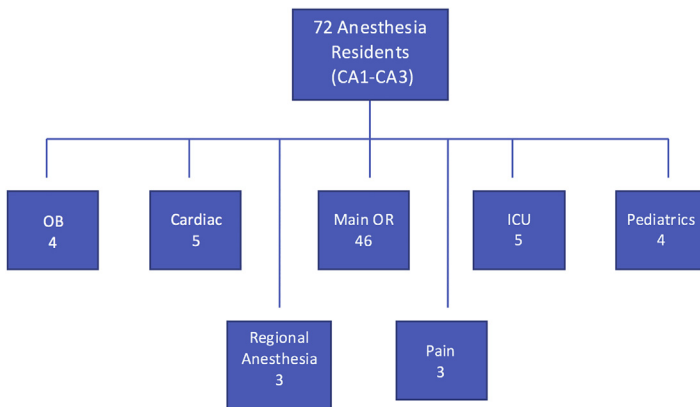 72 Anesthesia
Residents
(CA1-CA3)
OB
4
Cardiac
5
Main OR
46
ICU
5
Pediatrics
4
Regional
Anesthesia
3
Pain
3